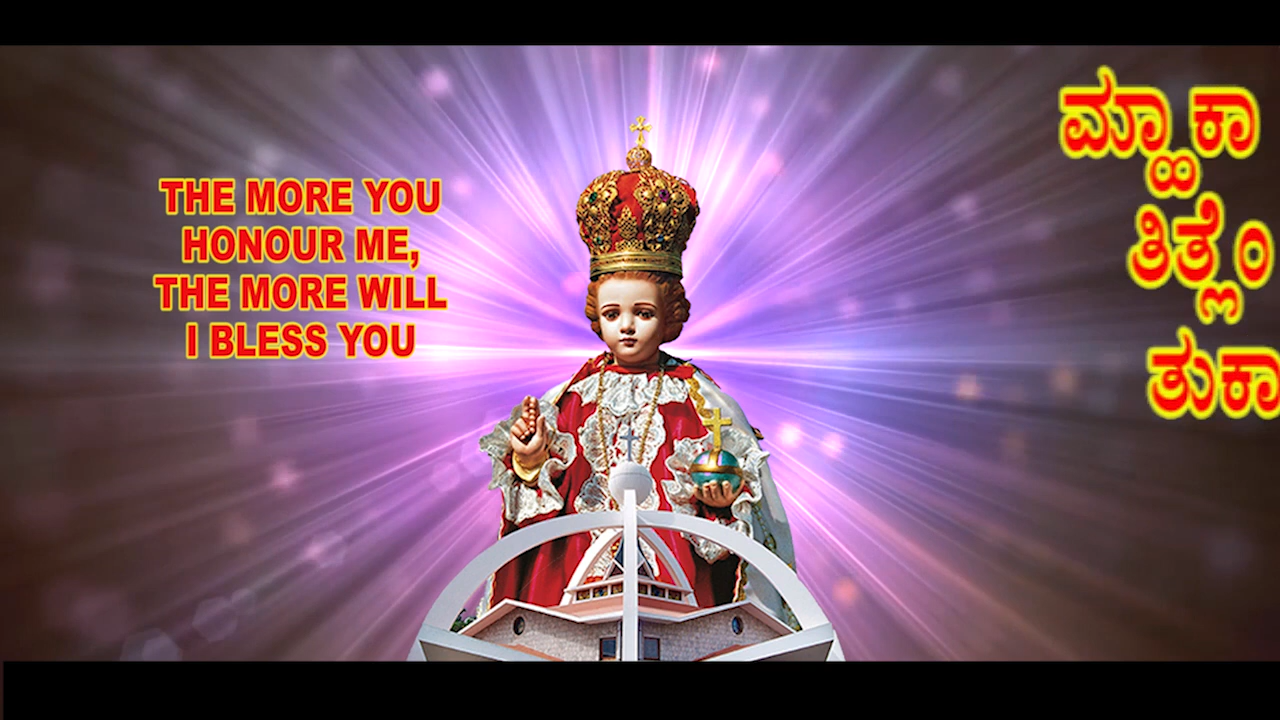 THE MORE YOU
HONOUR ME,
THE MORE WILL
I BLESS YOU
ಮ್ಹಾಕಾ
ತಿತ್ಲೆಂ
ತುಕಾ